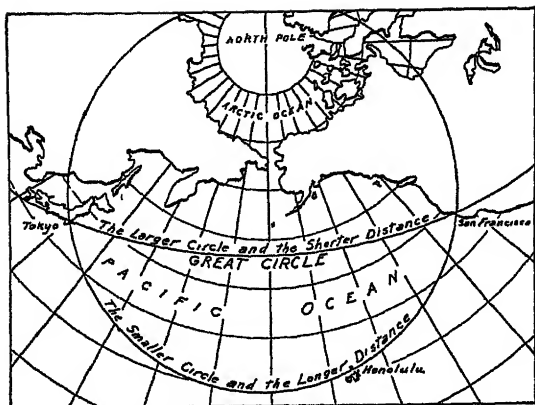 NORTH POLE
ARCTIC OCEAN
Tokyo
The Larger Circle and the Shorter Distance
San Francisco
GREAT CIRCLE
PACIFIC OCEAN
The Smaller Circle and the Longer Distance
Honolulu